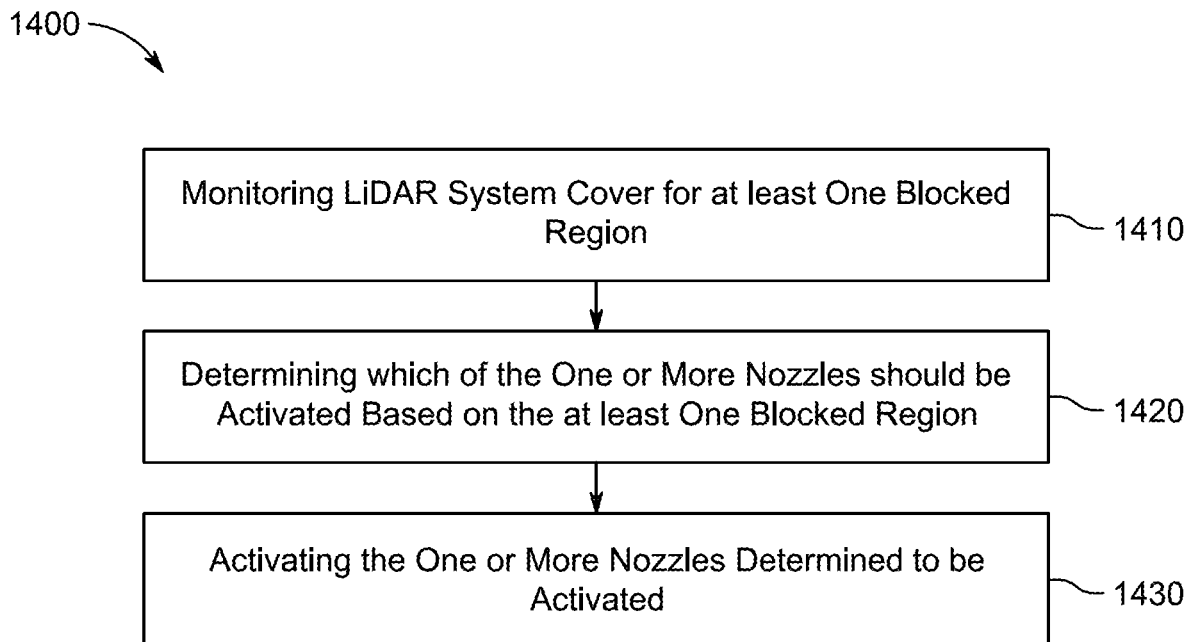 1400
Monitoring LiDAR System Cover for at least One Blocked
Region
1410
Determining which of the One or More Nozzles should be
Activated Based on the at least One Blocked Region
1420
Activating the One or More Nozzles Determined to be
Activated
1430